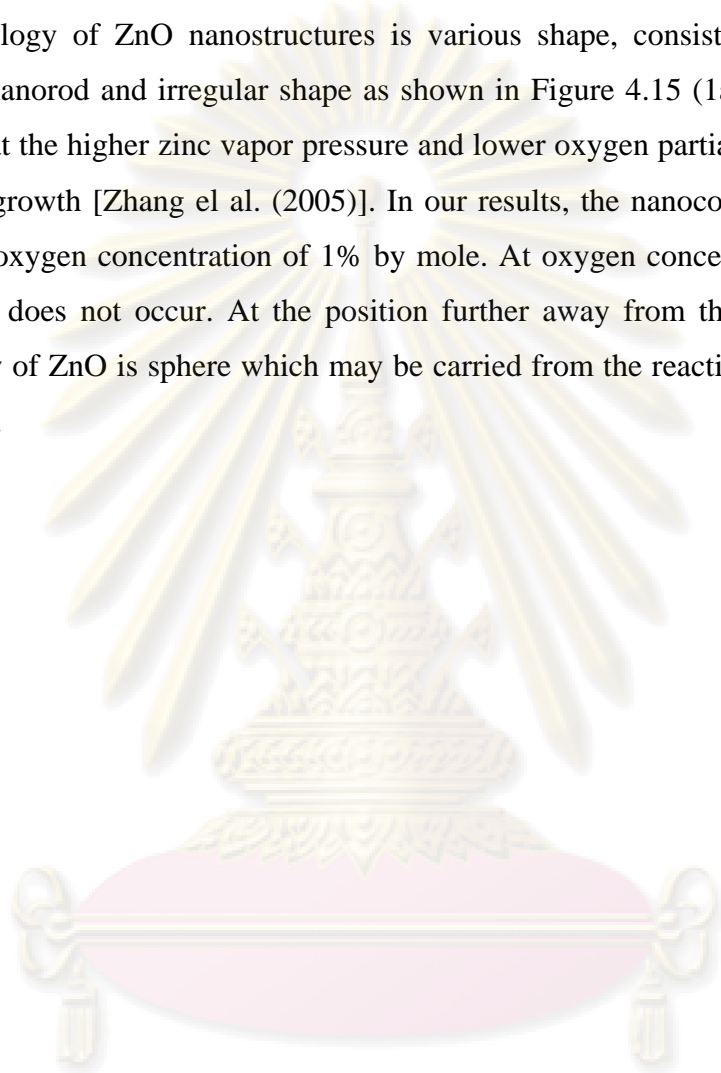 logy of ZnO nanostructures is various shape, consist
anorod and irregular shape as shown in Figure 4.15 (1
t the higher zinc vapor pressure and lower oxygen partia
growth [Zhang el al. (2005)]. In our results, the nanoco
oxygen concentration of 1% by mole. At oxygen conce
does not occur. At the position further away from th
of ZnO is sphere which may be carried from the reacti